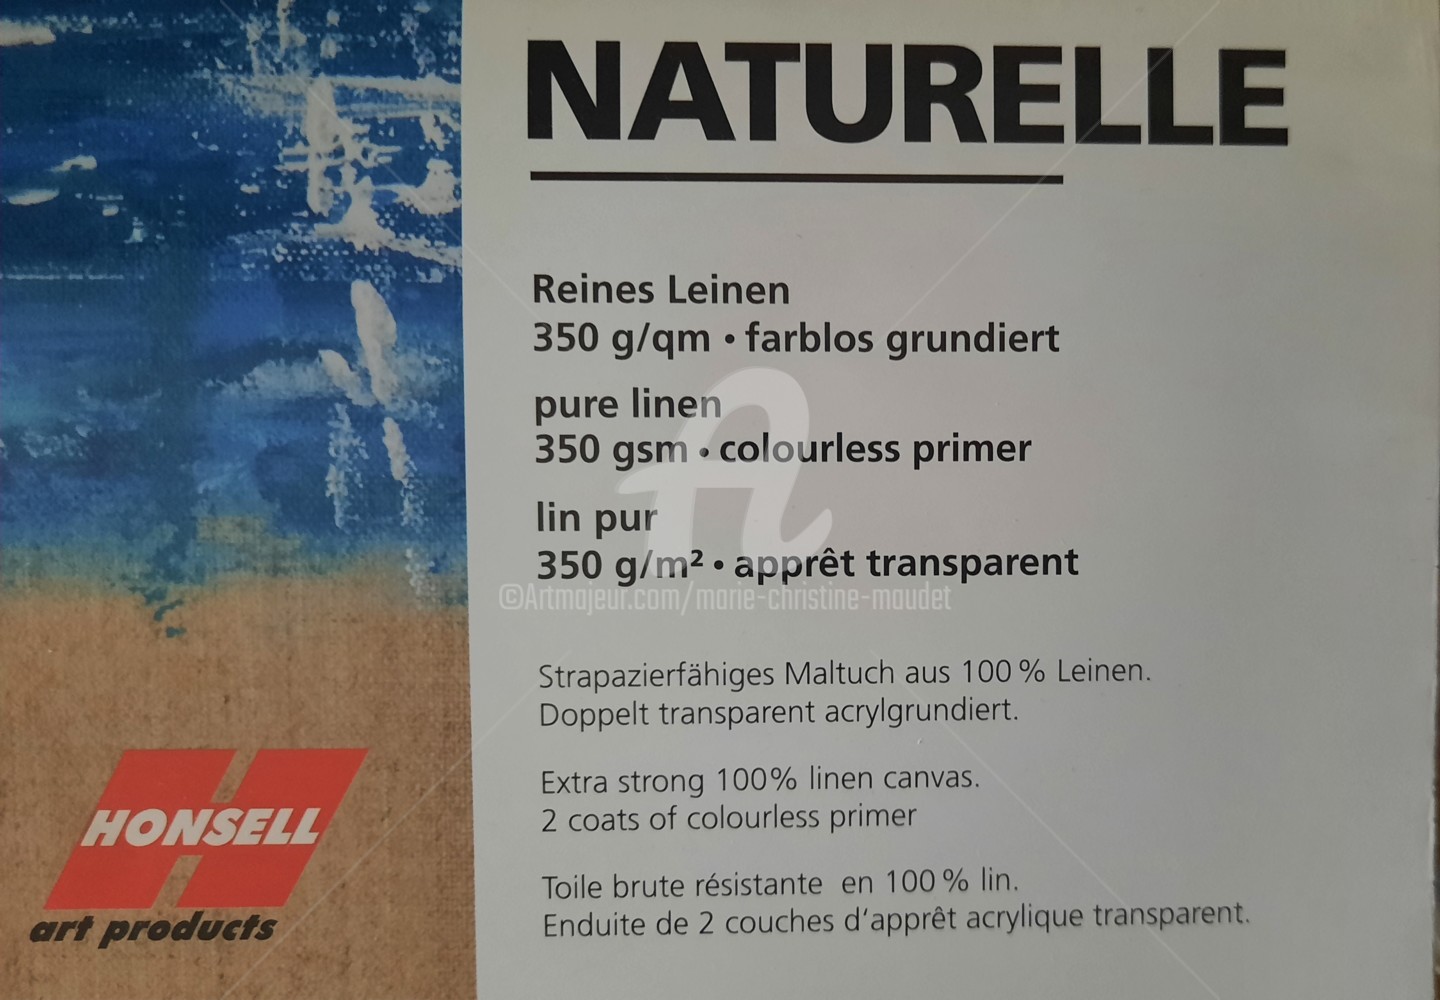 NATURELLE
Reines Leinen
350 g/qm • farblos grundiert
pure linen
350 gsm • colourless primer
lin pur
350 g/m² • apprêt transparent
©Artmajeur.com/marie-christine-maudet
Strapazierfähiges Maltuch aus 100 % Leinen.
Doppelt transparent acrylgrundiert.
Extra strong 100% linen canvas.
2 coats of colourless primer
Toile brute résistante en 100 % lin.
Enduite de 2 couches d‘apprêt acrylique transparent.
HONSELL
art products